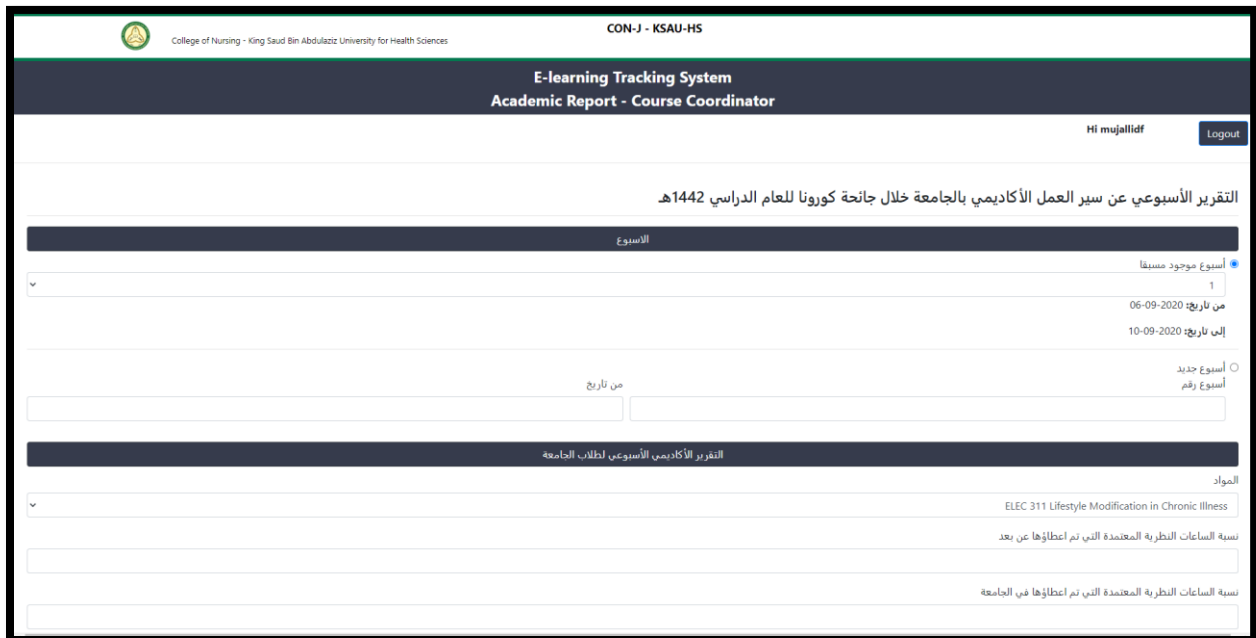 CON-J - KSAU-HS
College of Nursing - King Saud Bin Abdulaziz University for Health Sciences
E-learning Tracking System
Academic Report - Course Coordinator
Hi mujallidf
Logout
التقرير الأسبوعي عن سير العمل الأكاديمي بالجامعة خلال جائحة كورونا للعام الدراسي 1442هـ
الاسبوع
أسبوع موجود مسبقا
1
من تاريخ: 2020-09-06
إلى تاريخ: 2020-09-10
أسبوع جديد
أسبوع رقم
من تاريخ
التقرير الأكاديمي الأسبوعي لطلاب الجامعة
المواد
ELEC 311 Lifestyle Modification in Chronic Illness
نسبة الساعات النظرية المعتمدة التي تم اعطاؤها عن بعد
نسبة الساعات النظرية المعتمدة التي تم اعطاؤها في الجامعة